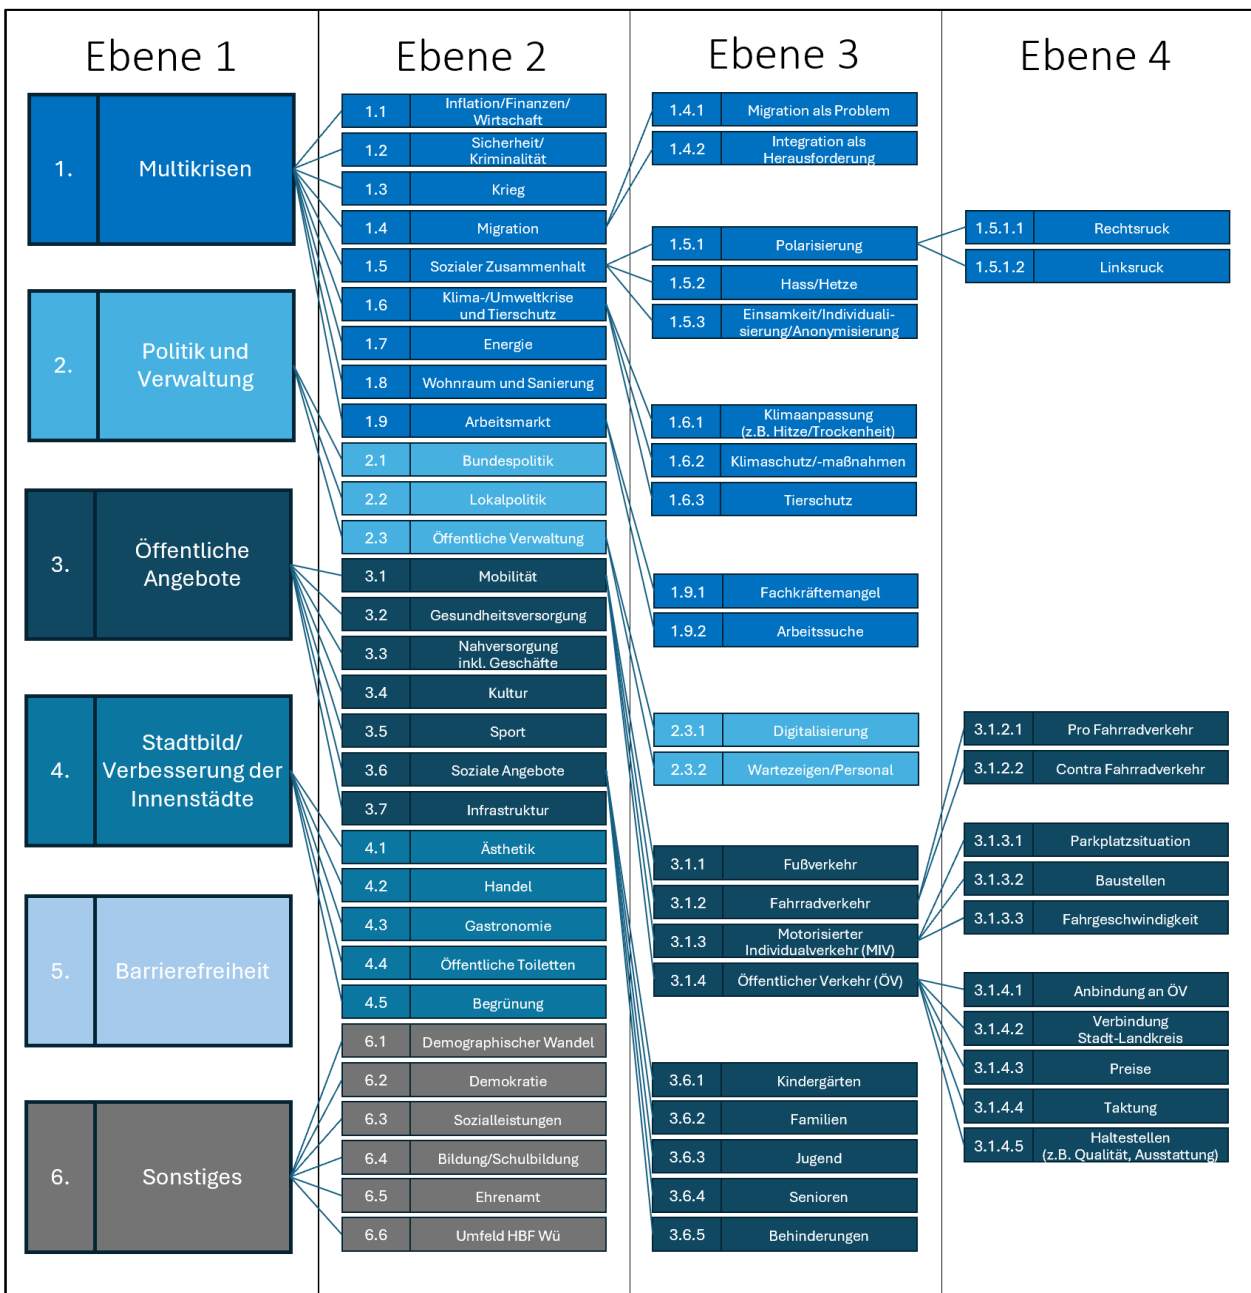 Ebene 1
1.
Multikrisen
2.
Politik und
Verwaltung
3.
Öffentliche
Angebote
4.
Stadtbild/
Verbesserung der
Innenstädte
5.
Barrierefreiheit
6.
Sonstiges
Ebene 2
1.1
Inflation/Finanzen/
Wirtschaft
1.2
Sicherheit/
Kriminalität
1.3
Krieg
1.4
Migration
1.5
Sozialer Zusammenhalt
1.6
Klima-/Umweltkrise
und Tierschutz
1.7
Energie
1.8
Wohnraum und Sanierung
1.9
Arbeitsmarkt
2.1
Bundespolitik
2.2
Lokalpolitik
2.3
Öffentliche Verwaltung
3.1
Mobilität
3.2
Gesundheitsversorgung
3.3
Nahversorgung
inkl. Geschäfte
3.4
Kultur
3.5
Sport
3.6
Soziale Angebote
3.7
Infrastruktur
4.1
Ästhetik
4.2
Handel
4.3
Gastronomie
4.4
Öffentliche Toiletten
4.5
Begrünung
6.1
Demographischer Wandel
6.2
Demokratie
6.3
Sozialleistungen
6.4
Bildung/Schulbildung
6.5
Ehrenamt
6.6
Umfeld HBF Wü
Ebene 3
1.4.1
Migration als Problem
1.4.2
Integration als
Herausforderung
1.5.1
Polarisierung
1.5.2
Hass/Hetze
1.5.3
Einsamkeit/Individuali-
sierung/Anonymisierung
1.6.1
Klimaanpassung
(z.B. Hitze/Trockenheit)
1.6.2
Klimaschutz/-maßnahmen
1.6.3
Tierschutz
1.9.1
Fachkräftemangel
1.9.2
Arbeitssuche
2.3.1
Digitalisierung
2.3.2
Wartezeigen/Personal
3.1.1
Fußverkehr
3.1.2
Fahrradverkehr
3.1.3
Motorisierter
Individualverkehr (MIV)
3.1.4
Öffentlicher Verkehr (ÖV)
3.6.1
Kindergärten
3.6.2
Familien
3.6.3
Jugend
3.6.4
Senioren
3.6.5
Behinderungen
Ebene 4
1.5.1.1
Rechtsruck
1.5.1.2
Linksruck
3.1.2.1
Pro Fahrradverkehr
3.1.2.2
Contra Fahrradverkehr
3.1.3.1
Parkplatzsituation
3.1.3.2
Baustellen
3.1.3.3
Fahrgeschwindigkeit
3.1.4.1
Anbindung an ÖV
3.1.4.2
Verbindung
Stadt-Landkreis
3.1.4.3
Preise
3.1.4.4
Taktung
3.1.4.5
Haltestellen
(z.B. Qualität, Ausstattung)